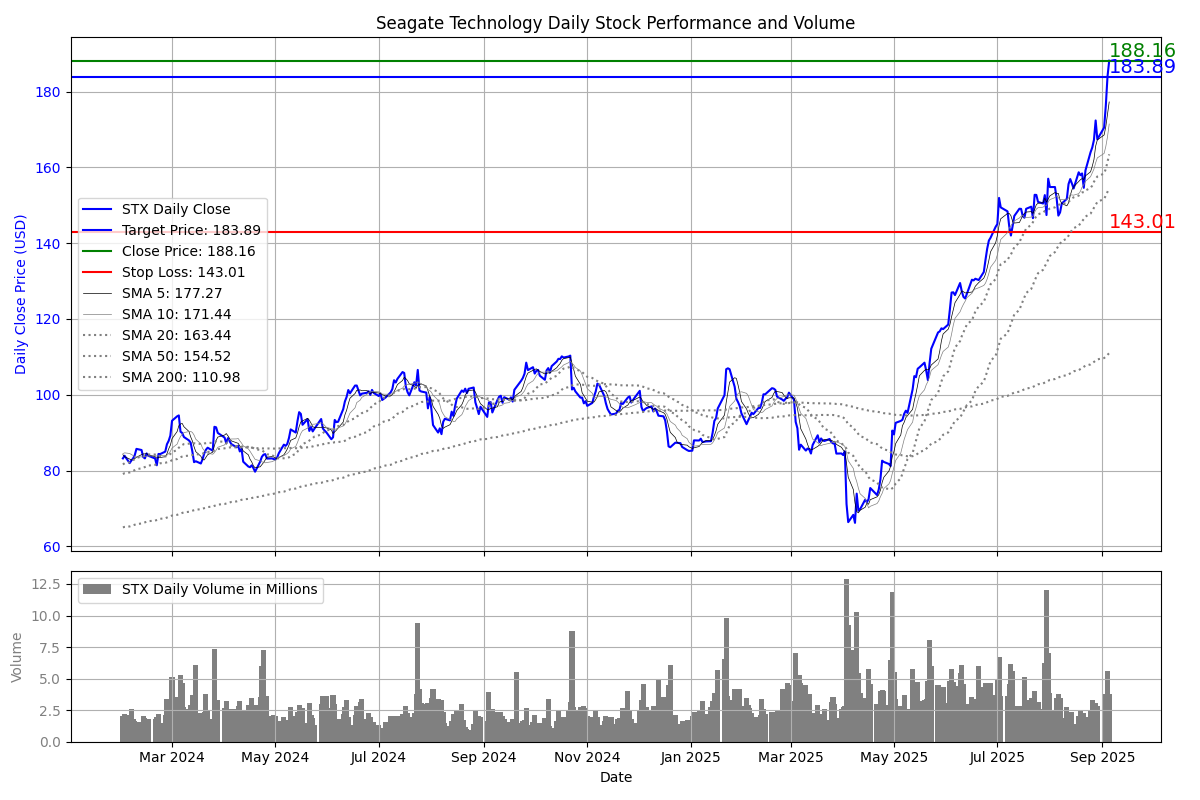 Seagate Technology Daily Stock Performance and Volume
188.16
183.89
143.01
Daily Close Price (USD)
180
160
140
120
100
80
60
STX Daily Close
Target Price: 183.89
Close Price: 188.16
Stop Loss: 143.01
SMA 5: 177.27
SMA 10: 171.44
SMA 20: 163.44
SMA 50: 154.52
SMA 200: 110.98
Volume
12.5
10.0
7.5
5.0
2.5
0.0
STX Daily Volume in Millions
Mar 2024 May 2024 Jul 2024 Sep 2024 Nov 2024 Jan 2025 Mar 2025 May 2025 Jul 2025 Sep 2025
Date